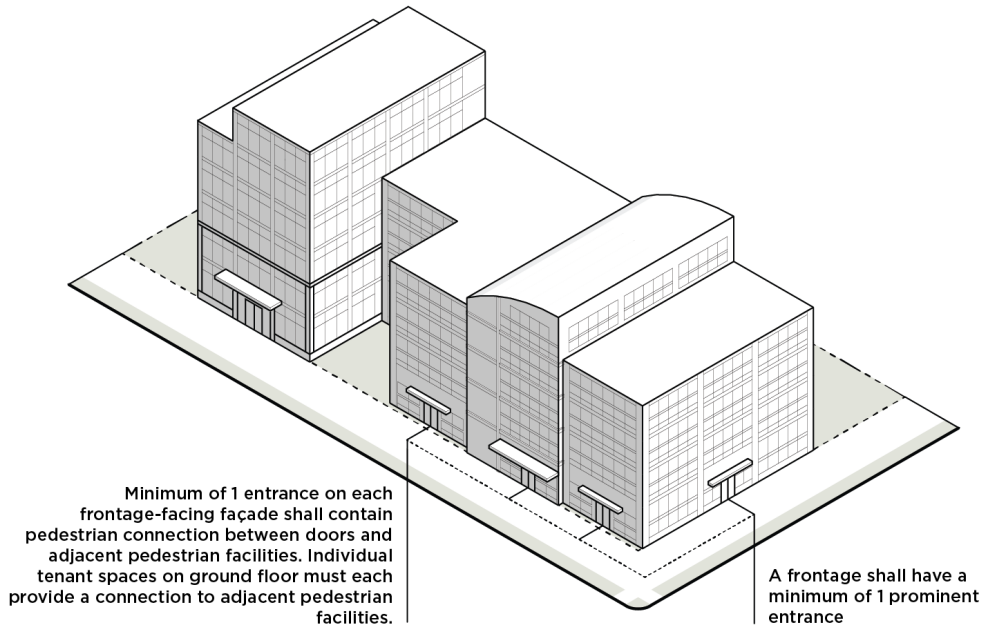 Minimum of 1 entrance on each
frontage-facing façade shall contain
pedestrian connection between doors and
adjacent pedestrian facilities. Individual
tenant spaces on ground floor must each
provide a connection to adjacent pedestrian
facilities.
A frontage shall have a
minimum of 1 prominent
entrance